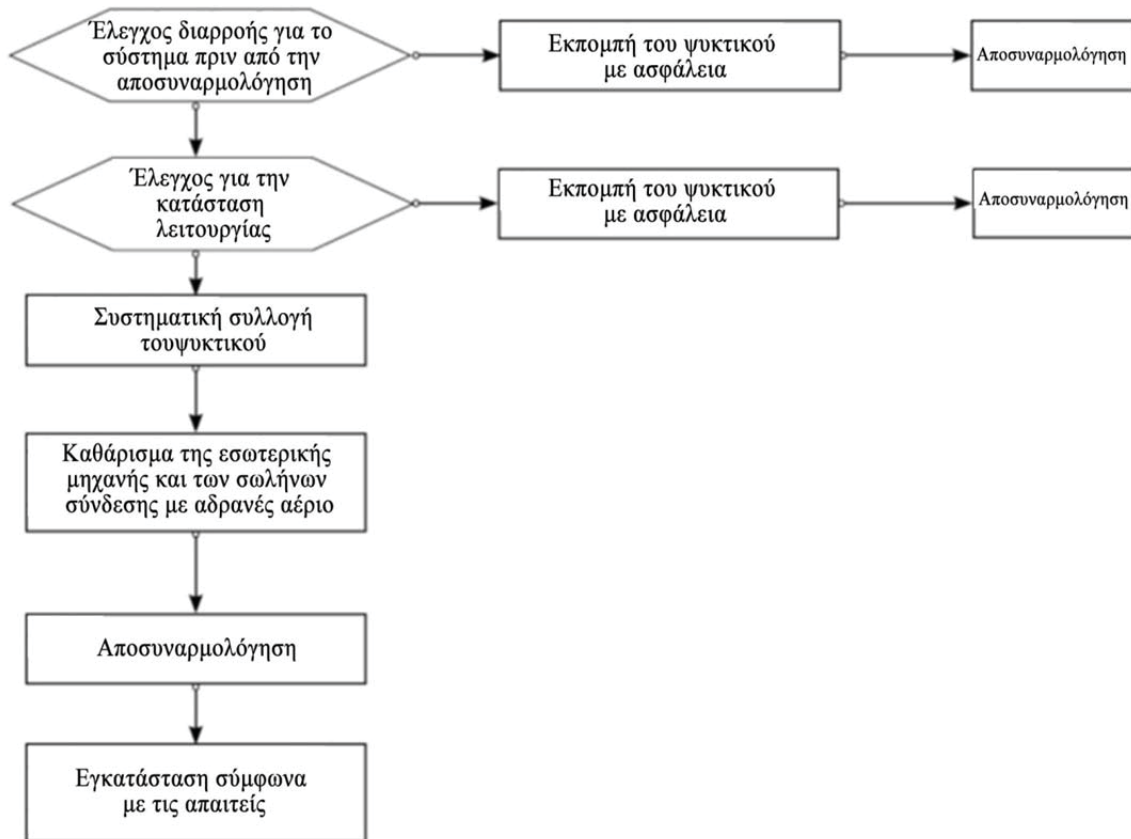 Έλεγχος διαρροής για το
σύστημα πριν από την
αποσυναρμολόγηση
Εκπομπή του ψυκτικού
με ασφάλεια
Αποσυναρμολόγηση
Έλεγχος για την
κατάσταση
λειτουργίας
Εκπομπή του ψυκτικού
με ασφάλεια
Αποσυναρμολόγηση
Συστηματική συλλογή
τουψυκτικού
Καθάρισμα της εσωτερικής
μηχανής και των σωλήνων
σύνδεσης με αδρανές αέριο
Αποσυναρμολόγηση
Εγκατάσταση σύμφωνα
με τις απαιτείς